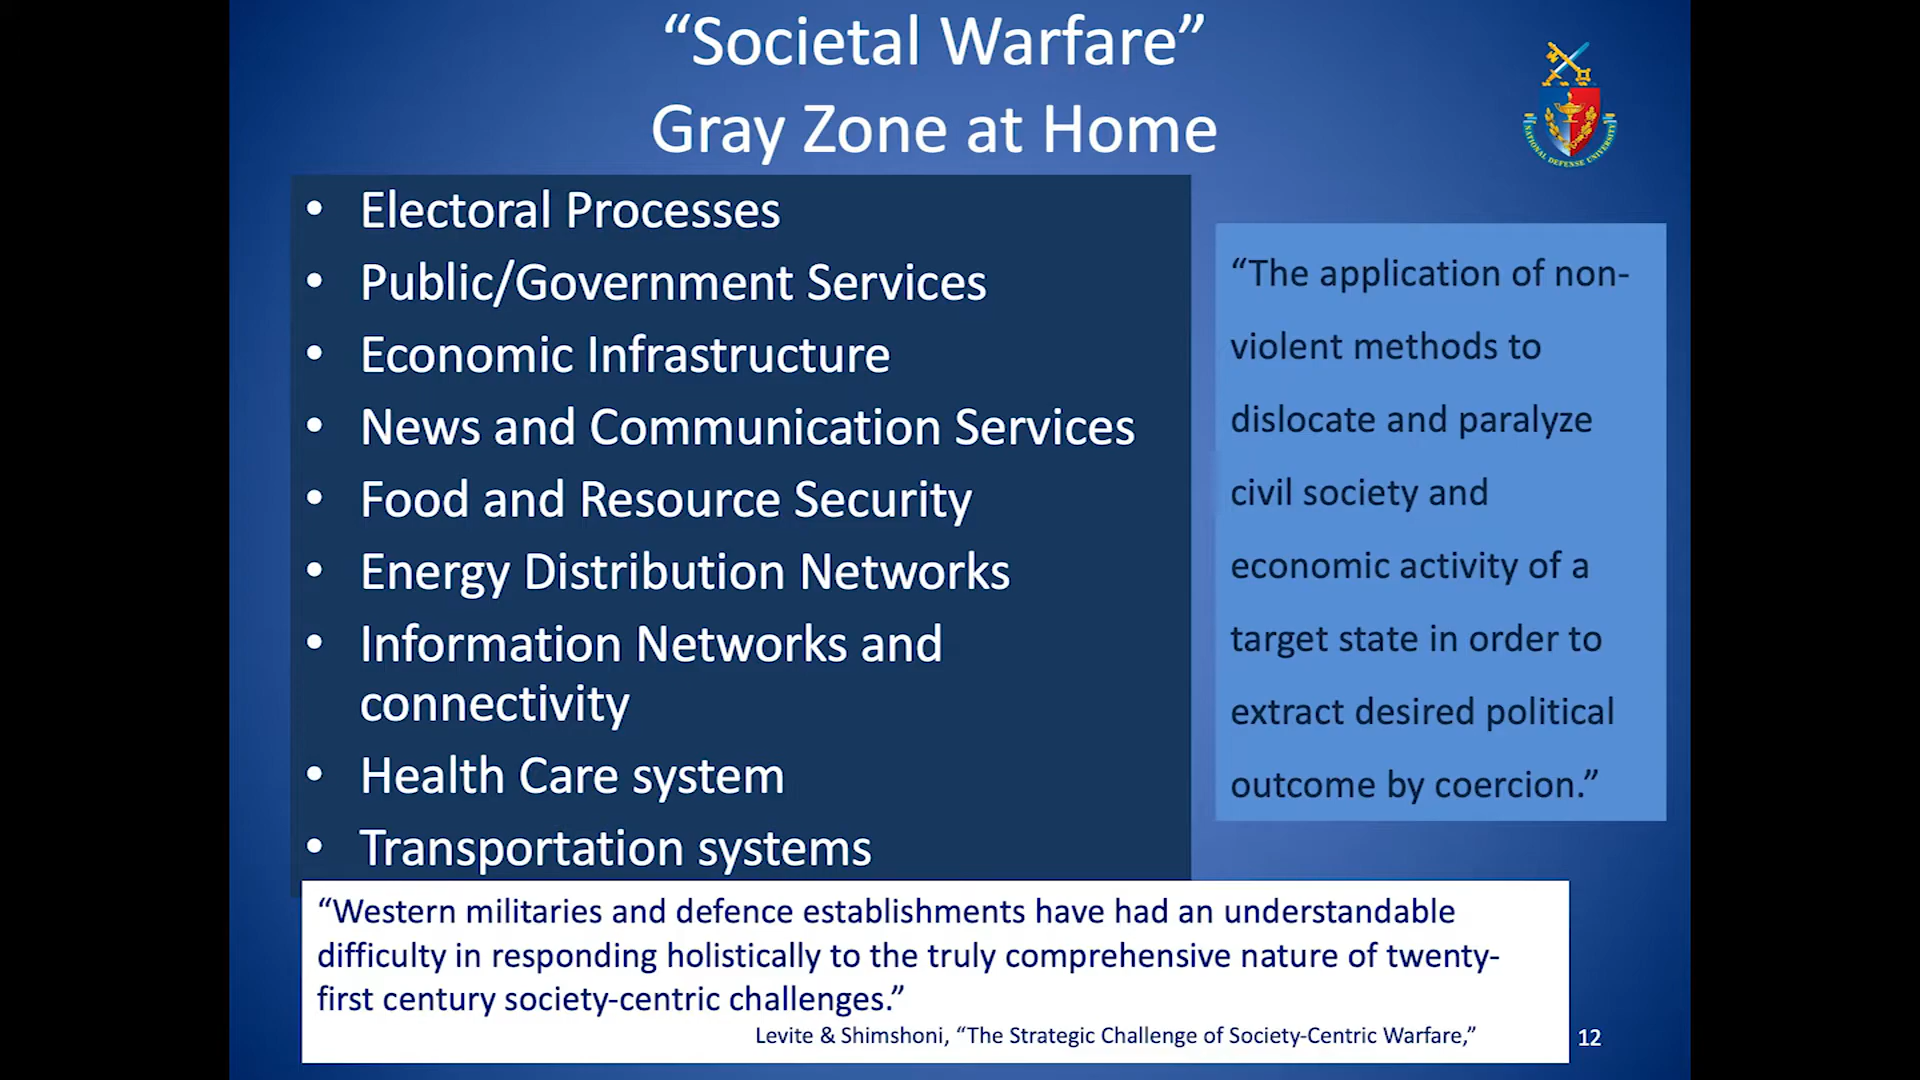 “Societal Warfare”
Gray Zone at Home
NATIONAL DEFENSE UNIVERSITY
• Electoral Processes
• Public/Government Services
• Economic Infrastructure
• News and Communication Services
• Food and Resource Security
• Energy Distribution Networks
• Information Networks and
connectivity
• Health Care system
• Transportation systems
“The application of non-
violent methods to
dislocate and paralyze
civil society and
economic activity of a
target state in order to
extract desired political
outcome by coercion.”
“Western militaries and defence establishments have had an understandable
difficulty in responding holistically to the truly comprehensive nature of twenty-
first century society-centric challenges.”
Levite & Shimshoni, “The Strategic Challenge of Society-Centric Warfare,”
12